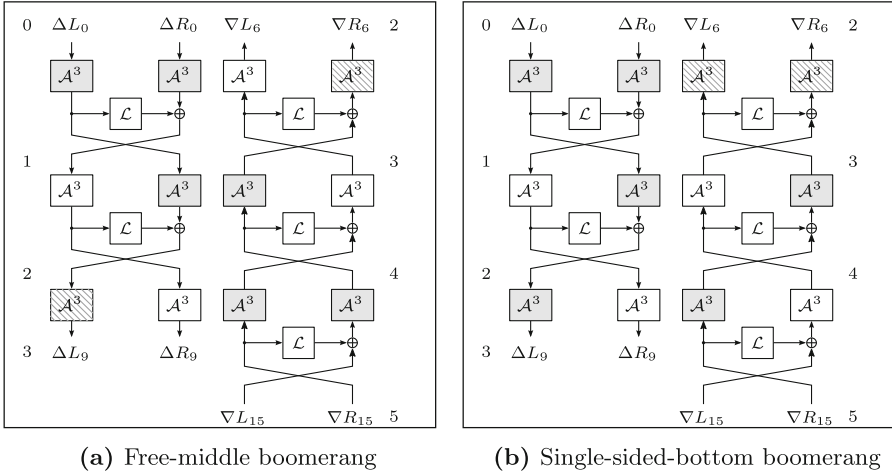 0 ΔL₀ ΔR₀ ∇L₆ ∇R₆ 2
𝒜³ 𝒜³ 𝒜³ 𝒜³
ℒ ⊕ ℒ ⊕
1 3
𝒜³ 𝒜³ 𝒜³ 𝒜³
ℒ ⊕ ℒ ⊕
2 4
𝒜³ 𝒜³ 𝒜³ 𝒜³
3 ΔL₉ ΔR₉ ℒ ⊕
∇L₁₅ ∇R₁₅ 5
(a) Free-middle boomerang
0 ΔL₀ ΔR₀ ∇L₆ ∇R₆ 2
𝒜³ 𝒜³ 𝒜³
ℒ ⊕ ℒ ⊕
1 3
𝒜³ 𝒜³ 𝒜³ 𝒜³
ℒ ⊕ ℒ ⊕
2 4
𝒜³ 𝒜³ 𝒜³ 𝒜³
3 ΔL₉ ΔR₉ ℒ ⊕
∇L₁₅ ∇R₁₅ 5
(b) Single-sided-bottom boomerang